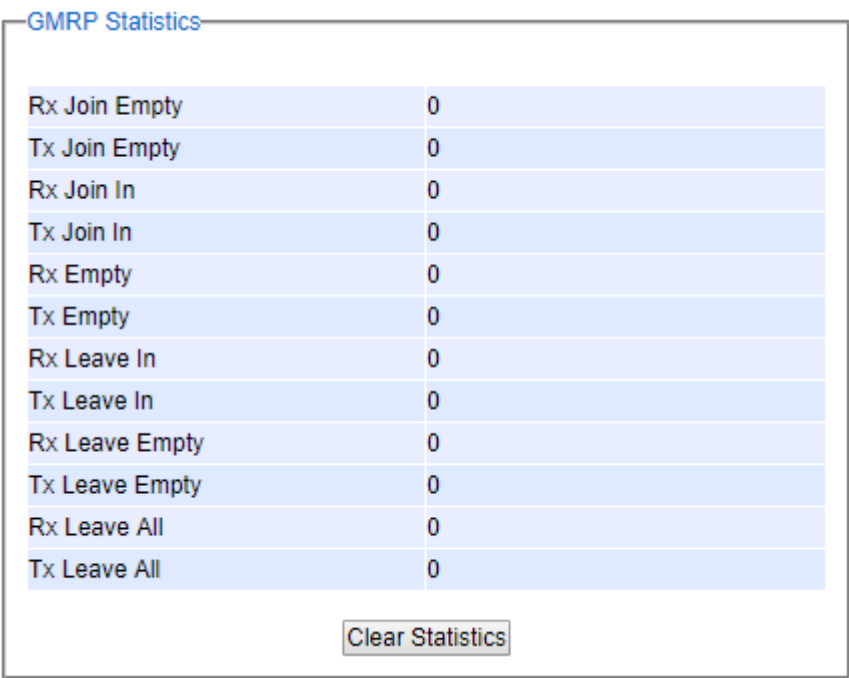 GMRP Statistics
Rx Join Empty 0
Tx Join Empty 0
Rx Join In 0
Tx Join In 0
Rx Empty 0
Tx Empty 0
Rx Leave In 0
Tx Leave In 0
Rx Leave Empty 0
Tx Leave Empty 0
Rx Leave All 0
Tx Leave All 0
Clear Statistics